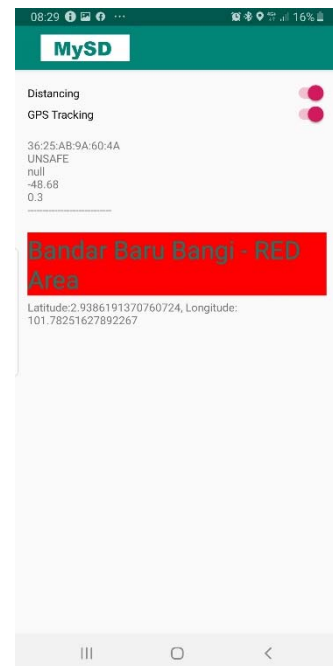 08:29 ... 16%
MySD
Distancing
GPS Tracking
36:25:AB:9A:60:4A
UNSAFE
null
-48.68
0.3
--------------------------
Bandar Baru Bangi - RED
Area
Latitude:2.9386191370760724, Longitude:
101.78251627892267